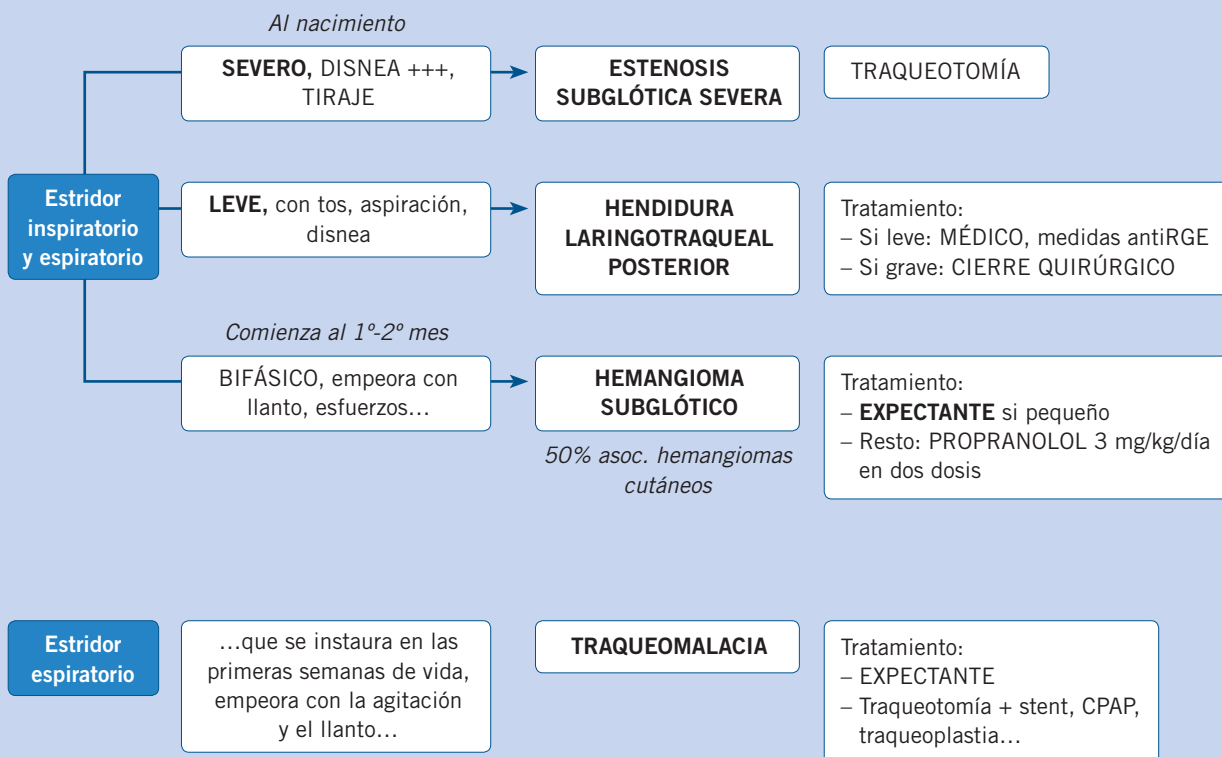 Al nacimiento
SEVERO, DISNEA +++,
TIRAJE
ESTENOSIS
SUBGLÓTICA SEVERA
TRAQUEOTOMÍA
Estridor
inspiratorio
y espiratorio
LEVE, con tos, aspiración,
disnea
HENDIDURA
LARINGOTRAQUEAL
POSTERIOR
Tratamiento:
– Si leve: MÉDICO, medidas antiRGE
– Si grave: CIERRE QUIRÚRGICO
Comienza al 1º-2º mes
BIFÁSICO, empeora con
llanto, esfuerzos…
HEMANGIOMA
SUBGLÓTICO
50% asoc. hemangiomas
cutáneos
Tratamiento:
– EXPECTANTE si pequeño
– Resto: PROPRANOLOL 3 mg/kg/día
en dos dosis
Estridor
espiratorio
…que se instaura en las
primeras semanas de vida,
empeora con la agitación
y el llanto…
TRAQUEOMALACIA
Tratamiento:
– EXPECTANTE
– Traqueotomía + stent, CPAP,
traqueoplastia…